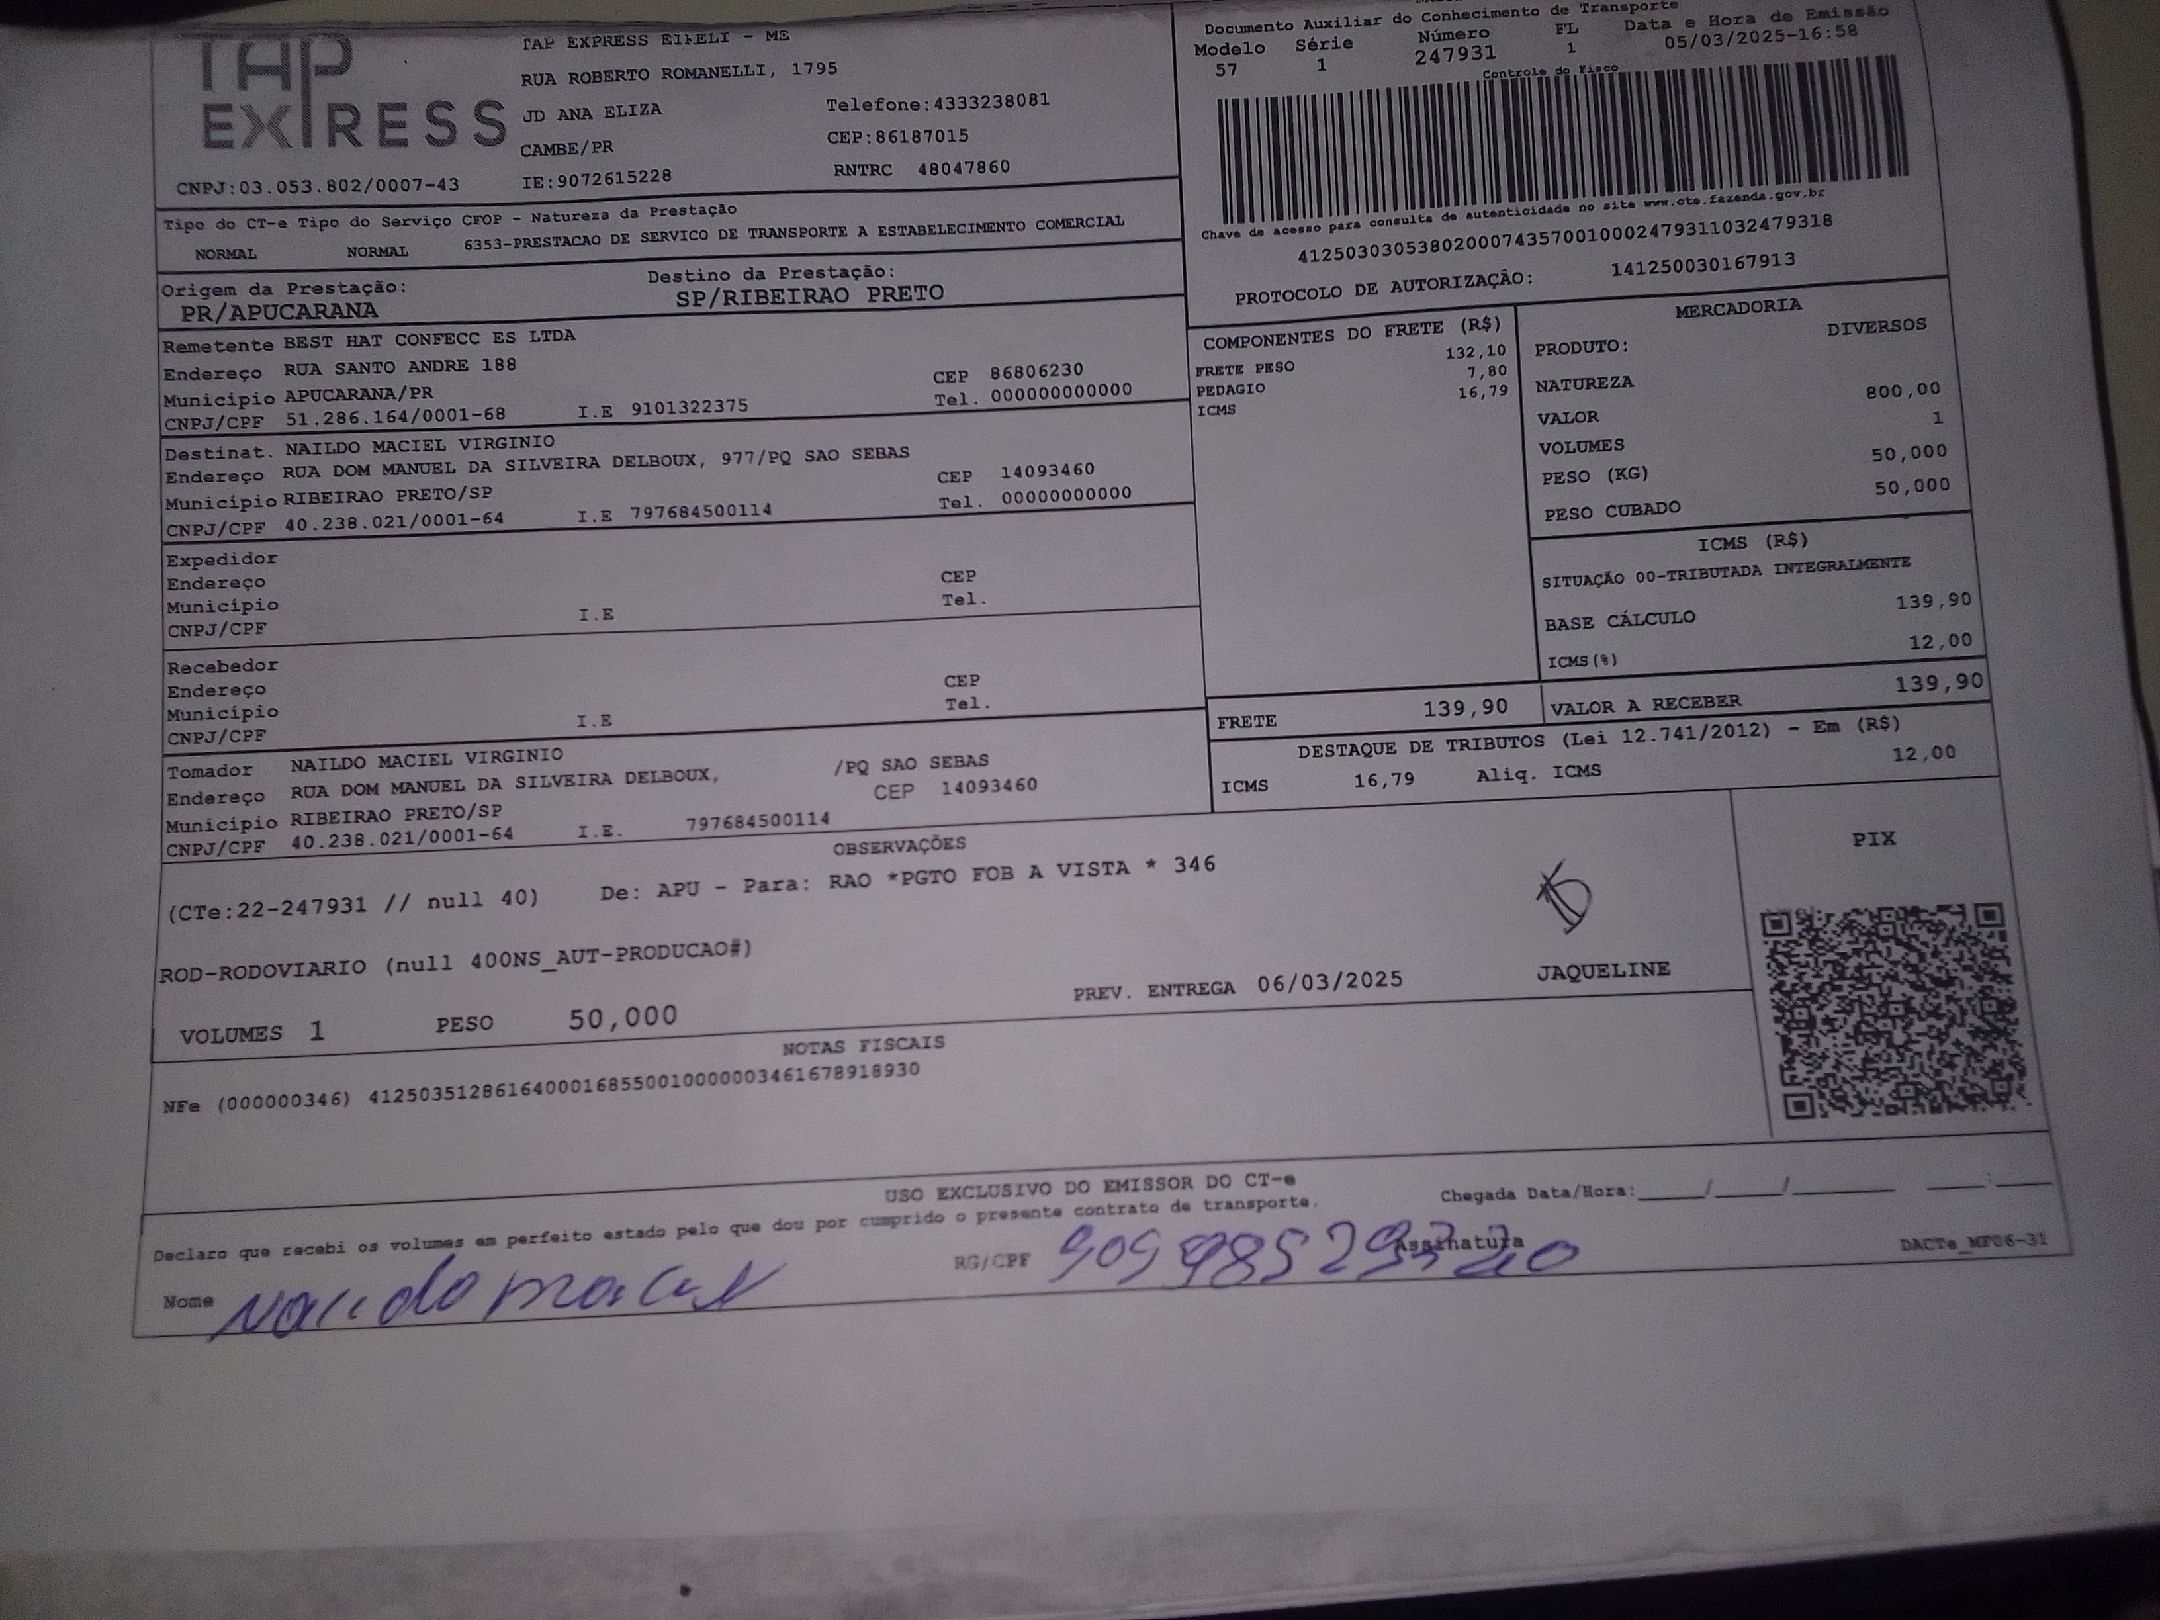 TAP EXPRESS
TAP EXPRESS EIRELI - ME
RUA ROBERTO ROMANELLI, 1795
JD ANA ELIZA Telefone:4333238081
CAMBE/PR CEP:86187015
CNPJ:03.053.802/0007-43 IE:9072615228 RNTRC 48047860
Documento Auxiliar do Conhecimento de Transporte
Modelo Série Número FL Data e Hora de Emissão
57 1 247931 1 05/03/2025-16:58
Controle do Fisco
Chave de acesso para consulta de autenticidade no site www.cte.fazenda.gov.br
41250303053802000743570010002479311032479318
PROTOCOLO DE AUTORIZAÇÃO: 141250030167913
Tipo do CT-e Tipo do Serviço CFOP - Natureza da Prestação
NORMAL NORMAL 6353-PRESTACAO DE SERVICO DE TRANSPORTE A ESTABELECIMENTO COMERCIAL
Origem da Prestação: Destino da Prestação:
PR/APUCARANA SP/RIBEIRAO PRETO
Remetente BEST HAT CONFECC ES LTDA
Endereço RUA SANTO ANDRE 188 CEP 86806230
Município APUCARANA/PR Tel. 000000000000
CNPJ/CPF 51.286.164/0001-68 I.E 9101322375
Destinat. NAILDO MACIEL VIRGINIO
Endereço RUA DOM MANUEL DA SILVEIRA DELBOUX, 977/PQ SAO SEBAS
Município RIBEIRAO PRETO/SP CEP 14093460
CNPJ/CPF 40.238.021/0001-64 I.E 797684500114 Tel. 00000000000
Expedidor
Endereço CEP
Município Tel.
CNPJ/CPF I.E
Recebedor
Endereço CEP
Município Tel.
CNPJ/CPF I.E
Tomador NAILDO MACIEL VIRGINIO
Endereço RUA DOM MANUEL DA SILVEIRA DELBOUX, /PQ SAO SEBAS
Município RIBEIRAO PRETO/SP CEP 14093460
CNPJ/CPF 40.238.021/0001-64 I.E. 797684500114
COMPONENTES DO FRETE (R$)
FRETE PESO 132,10
PEDAGIO 7,80
ICMS 16,79
MERCADORIA
PRODUTO: DIVERSOS
NATUREZA
VALOR 800,00
VOLUMES 1
PESO (KG) 50,000
PESO CUBADO 50,000
ICMS (R$)
SITUAÇÃO 00-TRIBUTADA INTEGRALMENTE
BASE CÁLCULO 139,90
ICMS(%) 12,00
FRETE 139,90 VALOR A RECEBER 139,90
DESTAQUE DE TRIBUTOS (Lei 12.741/2012) - Em (R$)
ICMS 16,79 Aliq. ICMS 12,00
OBSERVAÇÕES
(CTe:22-247931 // null 40) De: APU - Para: RAO *PGTO FOB A VISTA * 346
ROD-RODOVIARIO (null 400NS_AUT-PRODUCAO#)
VOLUMES 1 PESO 50,000 PREV. ENTREGA 06/03/2025 JAQUELINE
PIX
NOTAS FISCAIS
NFe (000000346) 41250351286164000168550010000003461678918930
USO EXCLUSIVO DO EMISSOR DO CT-e
Declaro que recebi os volumes em perfeito estado pelo que dou por cumprido o presente contrato de transporte.
Chegada Data/Hora:_____/_____/________ ____:____
Nome RG/CPF Assinatura
DACTe_MF06-31